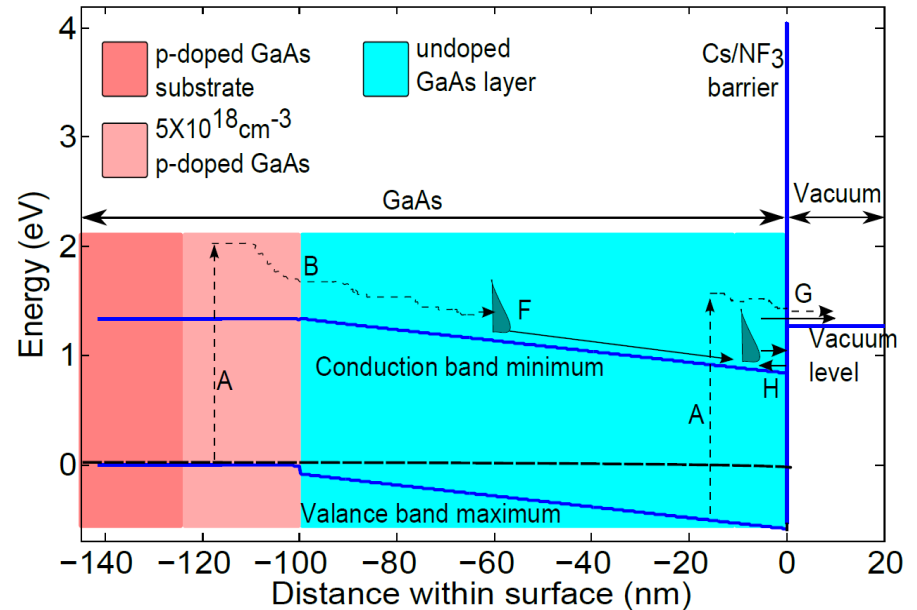 p-doped GaAs
substrate
5X10^18cm^-3
p-doped GaAs
undoped
GaAs layer
Cs/NF3
barrier
GaAs
Vacuum
B
F
G
A
A
H
Conduction band minimum
Vacuum
level
Valance band maximum
Energy (eV)
4
3
2
1
0
−140 −120 −100 −80 −60 −40 −20 0 20
Distance within surface (nm)